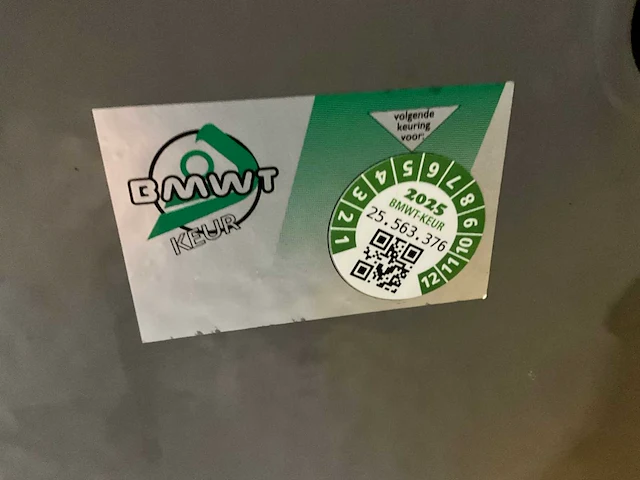 BMWT
KEUR
volgende
keuring
voor:
1 2 3 4 5 6 7 8 9 10 11 12
2025
BMWT-KEUR
25.563.376